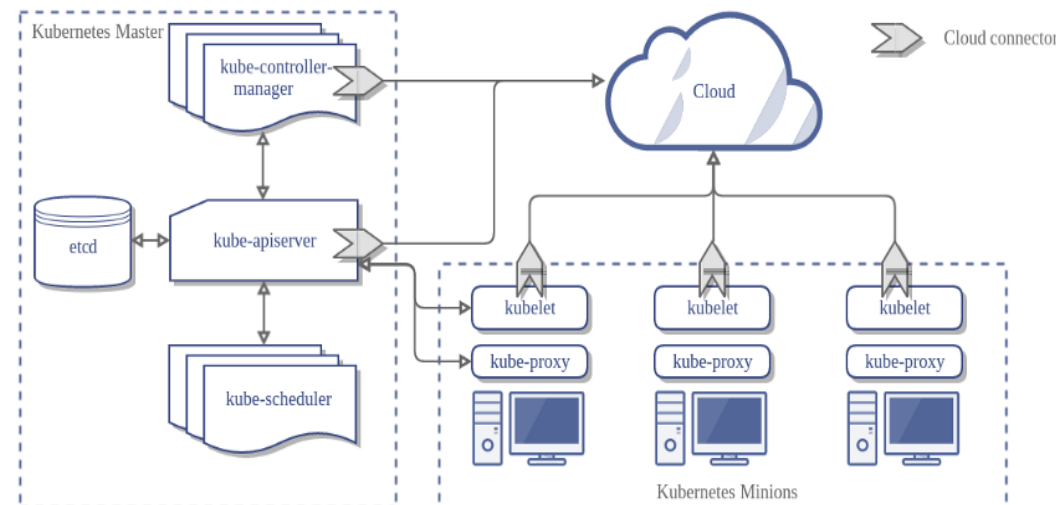 Kubernetes Master
kube-controller-
manager
Cloud
Cloud connector
etcd
kube-apiserver
kube-scheduler
kubelet
kubelet
kubelet
kube-proxy
kube-proxy
kube-proxy
Kubernetes Minions